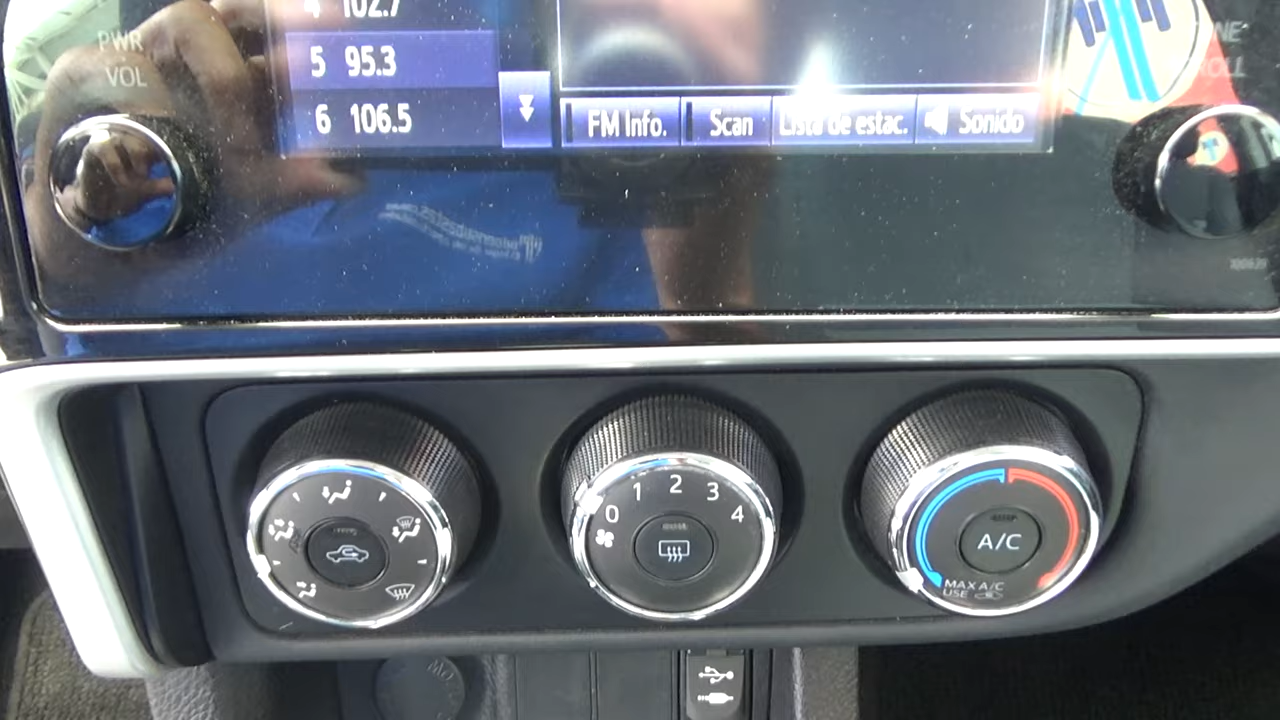 4 102.7
PWR
VOL
5 95.3
6 106.5
FM Info.
Scan
Lista de estac.
Sonido
0 1 2 3 4
A/C
MAX A/C
USE